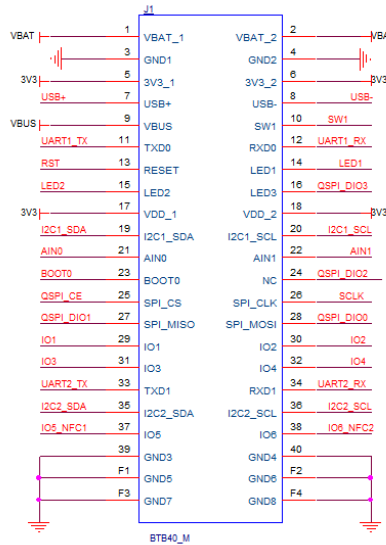 J1
VBAT 1 VBAT_1 VBAT_2 2 VBAT
3 GND1 GND2 4
3V3 5 3V3_1 3V3_2 6 3V3
USB+ 7 USB+ USB- 8 USB-
VBUS 9 VBUS SW1 10 SW1
UART1_TX 11 TXD0 RXD0 12 UART1_RX
RST 13 RESET LED1 14 LED1
LED2 15 LED2 LED3 16 QSPI_DIO3
3V3 17 VDD_1 VDD_2 18 3V3
I2C1_SDA 19 I2C1_SDA I2C1_SCL 20 I2C1_SCL
AIN0 21 AIN0 AIN1 22 AIN1
BOOT0 23 BOOT0 NC 24 QSPI_DIO2
QSPI_CE 25 SPI_CS SPI_CLK 26 SCLK
QSPI_DIO1 27 SPI_MISO SPI_MOSI 28 QSPI_DIO0
IO1 29 IO1 IO2 30 IO2
IO3 31 IO3 IO4 32 IO4
UART2_TX 33 TXD1 RXD1 34 UART2_RX
I2C2_SDA 35 I2C2_SDA I2C2_SCL 36 I2C2_SCL
IO5_NFC1 37 IO5 IO6 38 IO6_NFC2
39 GND3 GND4 40
F1 GND5 GND6 F2
F3 GND7 GND8 F4
BTB40_M